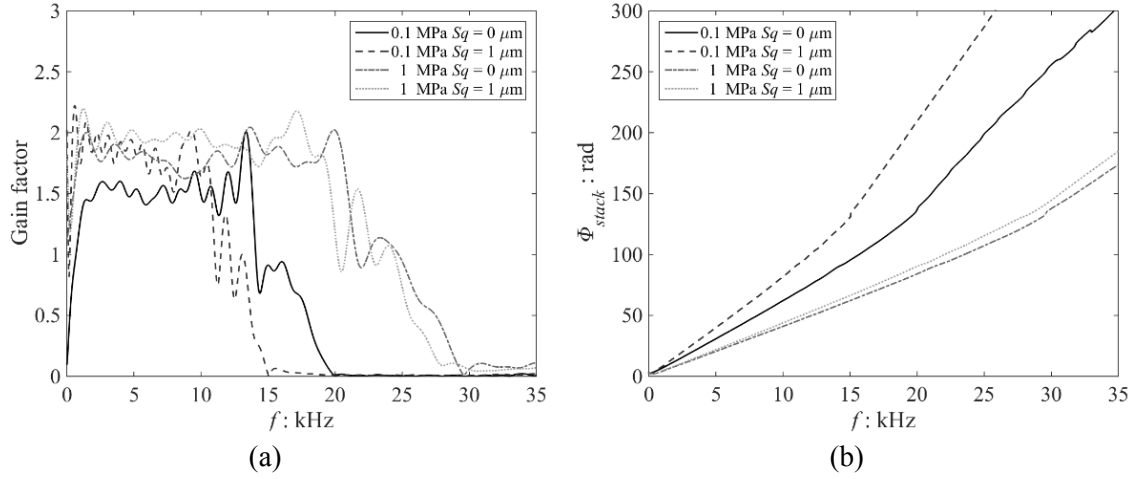 3
2.5
2
1.5
1
0.5
0
Gain factor
0.1 MPa Sq = 0 μm
0.1 MPa Sq = 1 μm
1 MPa Sq = 0 μm
1 MPa Sq = 1 μm
0 5 10 15 20 25 30 35
f : kHz
(a)
300
250
200
150
100
50
0
Φstack : rad
0.1 MPa Sq = 0 μm
0.1 MPa Sq = 1 μm
1 MPa Sq = 0 μm
1 MPa Sq = 1 μm
0 5 10 15 20 25 30 35
f : kHz
(b)